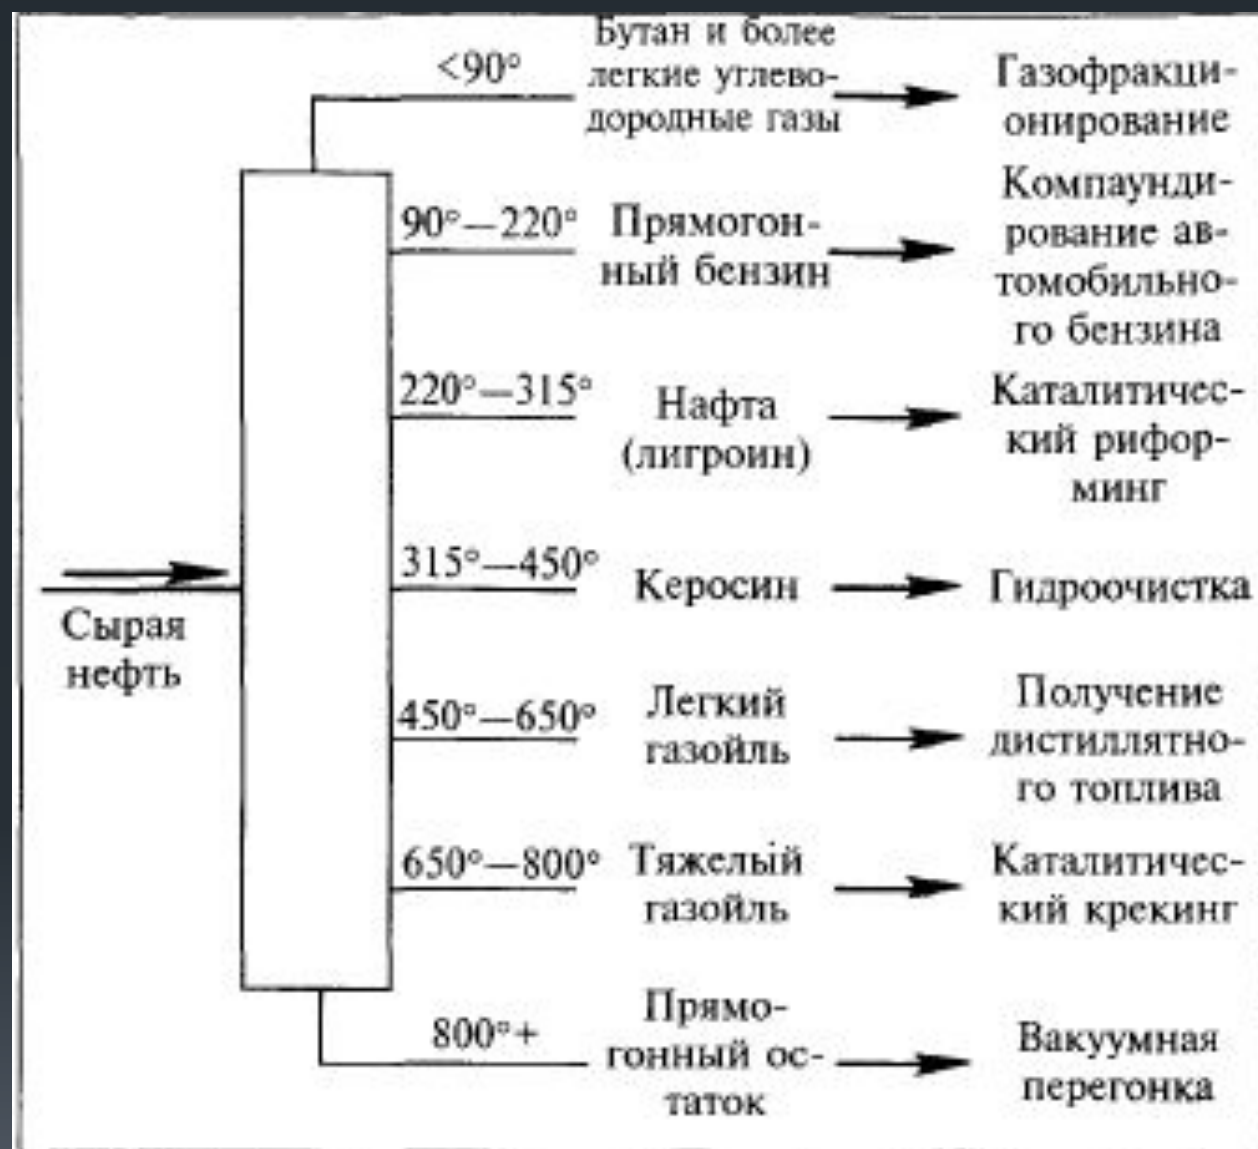 <90°
Бутан и более
легкие углево-
дородные газы
Газофракци-
онирование
90°—220°
Прямогон-
ный бензин
Компаунди-
рование ав-
томобильно-
го бензина
220°—315°
Нафта
(лигроин)
Каталитичес-
кий рифор-
минг
Сырая
нефть
315°—450°
Керосин
Гидроочистка
450°—650°
Легкий
газойль
Получение
дистиллятно-
го топлива
650°—800°
Тяжелый
газойль
Каталитичес-
кий крекинг
800°+
Прямо-
гонный ос-
таток
Вакуумная
перегонка